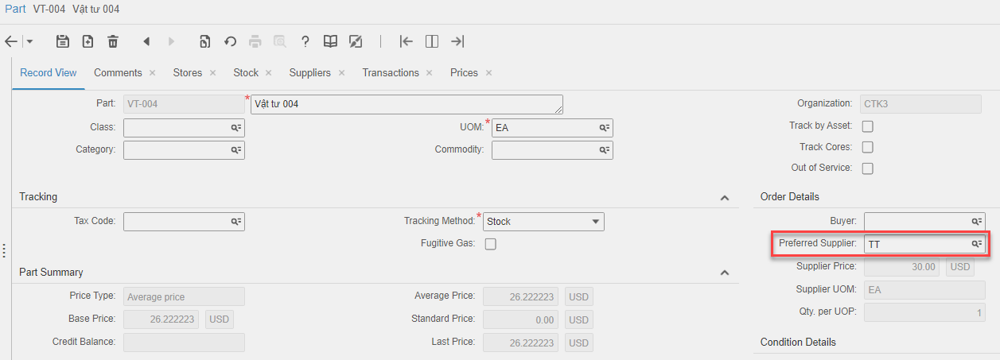 Part VT-004 Vật tư 004
Record View Comments × Stores × Stock × Suppliers × Transactions × Prices ×
Part: VT-004 * Vật tư 004 Organization: CTK3
Class: UOM: * EA Track by Asset:
Category: Commodity: Track Cores:
Out of Service:
Tracking Order Details
Tax Code: Tracking Method: * Stock Buyer:
Fugitive Gas: Preferred Supplier: TT
Supplier Price: 30.00 USD
Part Summary
Supplier UOM: EA
Price Type: Average price Average Price: 26.222223 USD
Qty. per UOP: 1
Base Price: 26.222223 USD Standard Price: 0.00 USD
Credit Balance: Last Price: 26.222223 USD
Condition Details